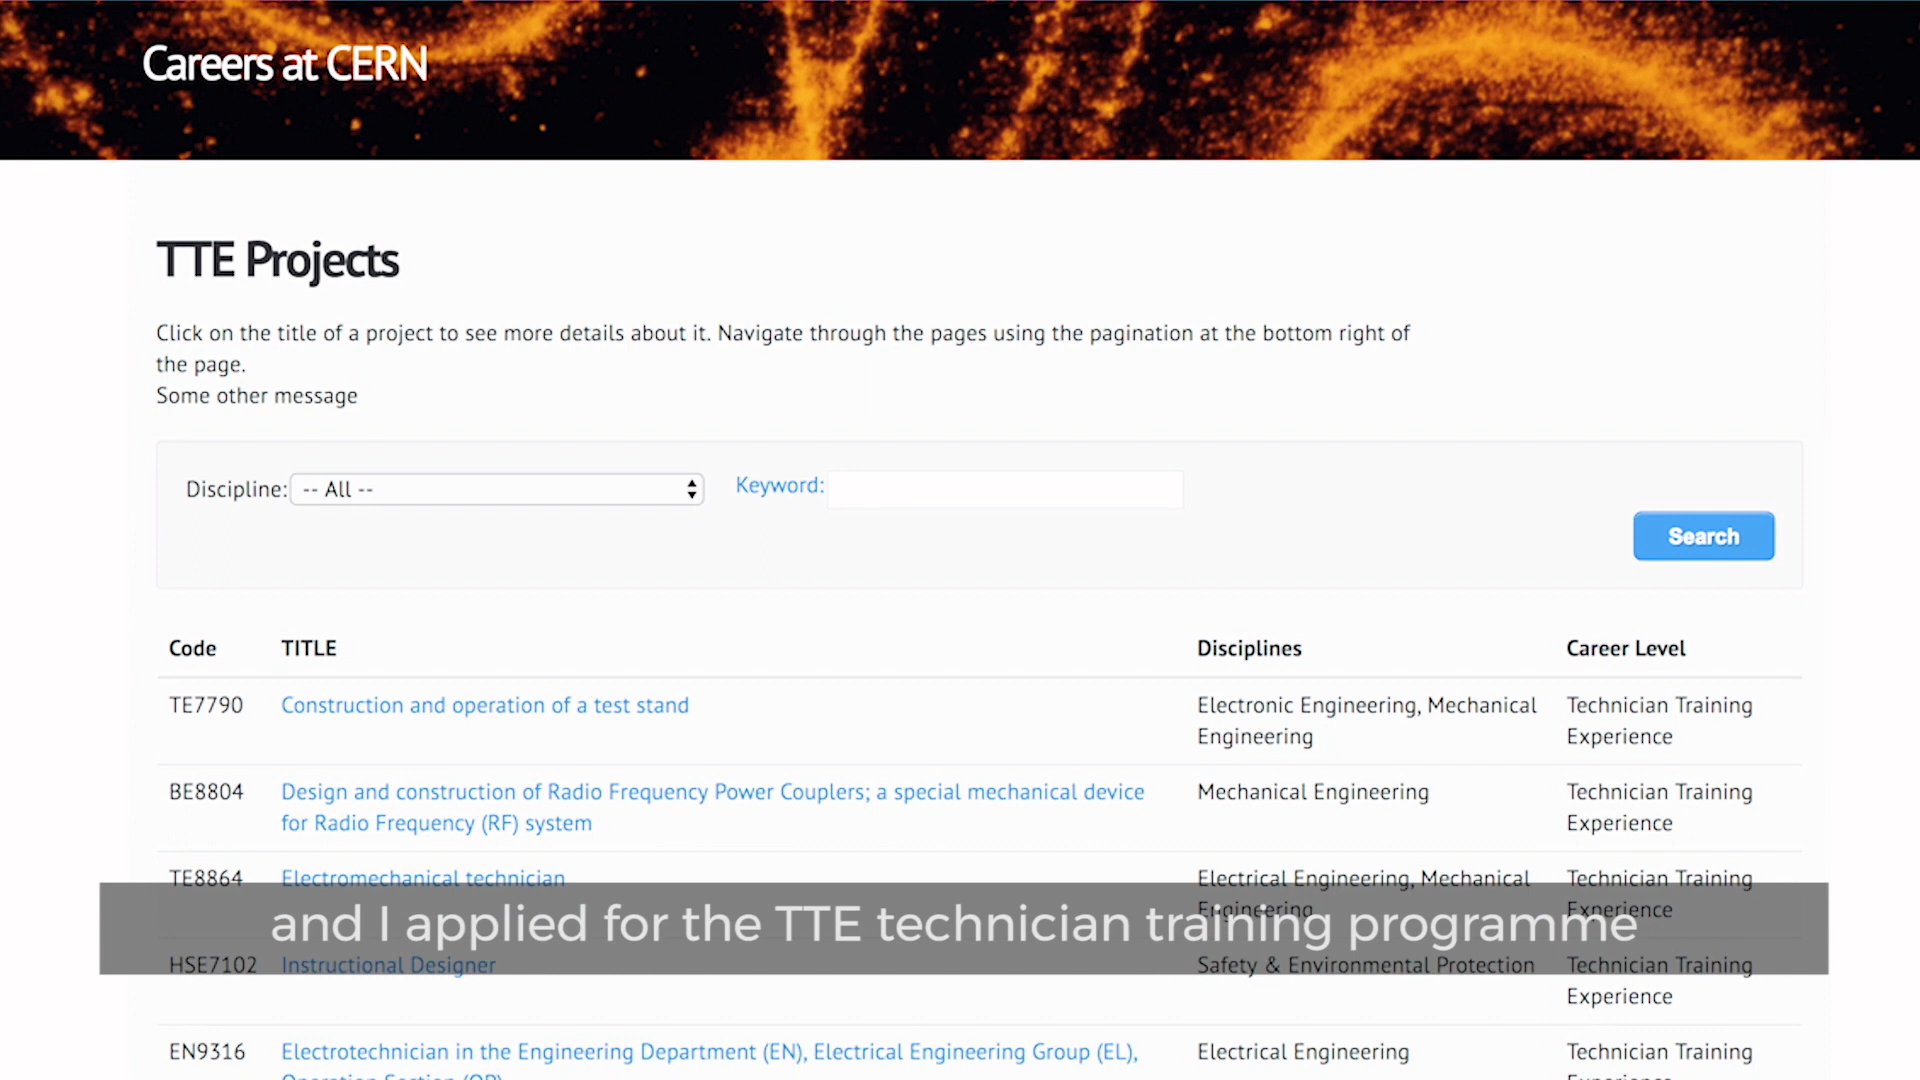 Careers at CERN
TTE Projects
Click on the title of a project to see more details about it. Navigate through the pages using the pagination at the bottom right of
the page.
Some other message
Discipline: -- All -- Keyword:
Search
Code TITLE Disciplines Career Level
TE7790 Construction and operation of a test stand Electronic Engineering, Mechanical Technician Training
Engineering Experience
BE8804 Design and construction of Radio Frequency Power Couplers; a special mechanical device Mechanical Engineering Technician Training
for Radio Frequency (RF) system Experience
TE8864 Electromechanical technician Electrical Engineering, Mechanical Technician Training
Engineering Experience
and I applied for the TTE technician training programme
HSE7102 Instructional Designer Safety & Environmental Protection Technician Training
Experience
EN9316 Electrotechnician in the Engineering Department (EN), Electrical Engineering Group (EL), Electrical Engineering Technician Training
Operation Section (OP) Experience